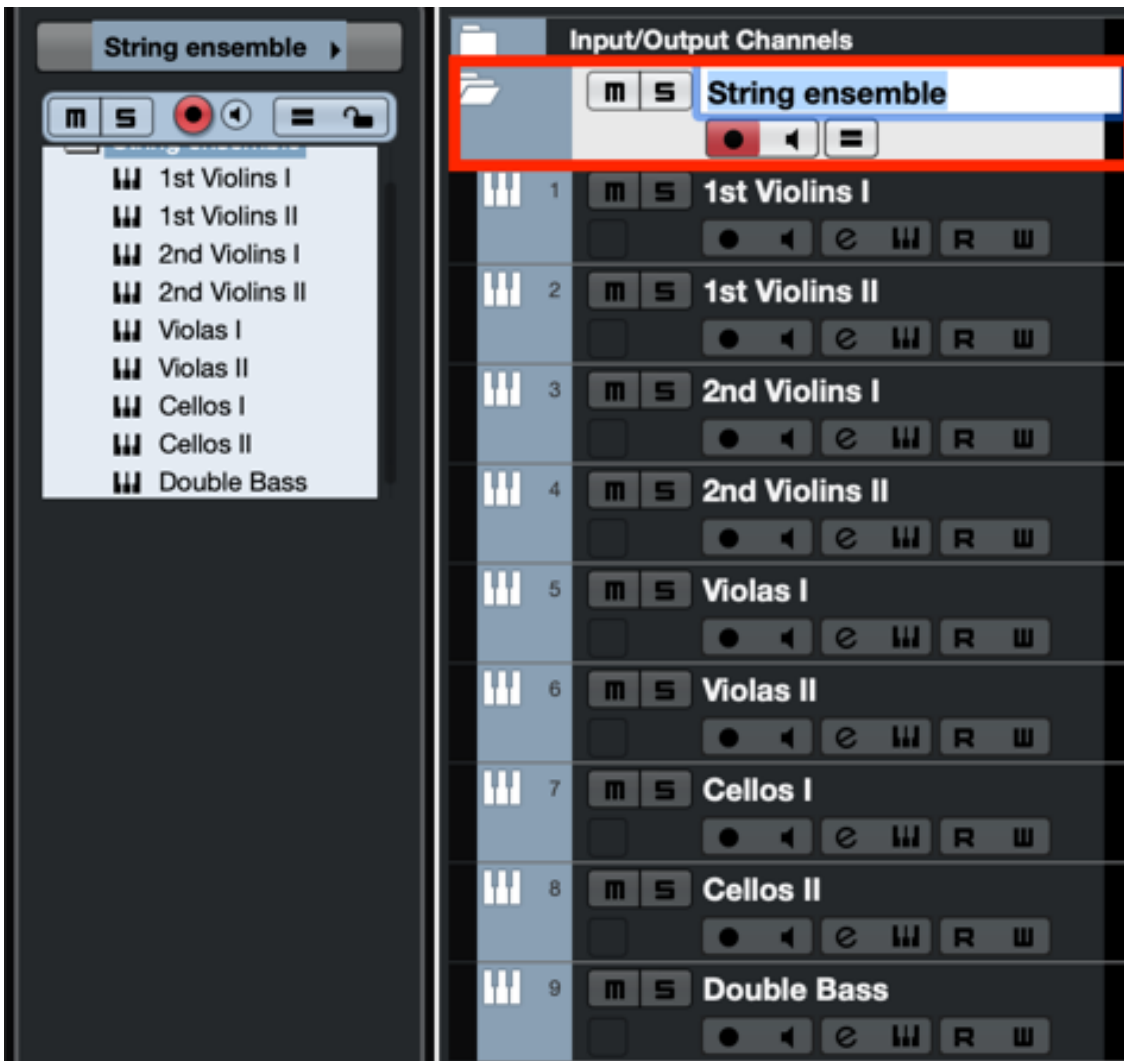 String ensemble
m S
String ensemble
1st Violins I
1st Violins II
2nd Violins I
2nd Violins II
Violas I
Violas II
Cellos I
Cellos II
Double Bass
Input/Output Channels
m S String ensemble
1 m S 1st Violins I
e R W
2 m S 1st Violins II
e R W
3 m S 2nd Violins I
e R W
4 m S 2nd Violins II
e R W
5 m S Violas I
e R W
6 m S Violas II
e R W
7 m S Cellos I
e R W
8 m S Cellos II
e R W
9 m S Double Bass
e R W